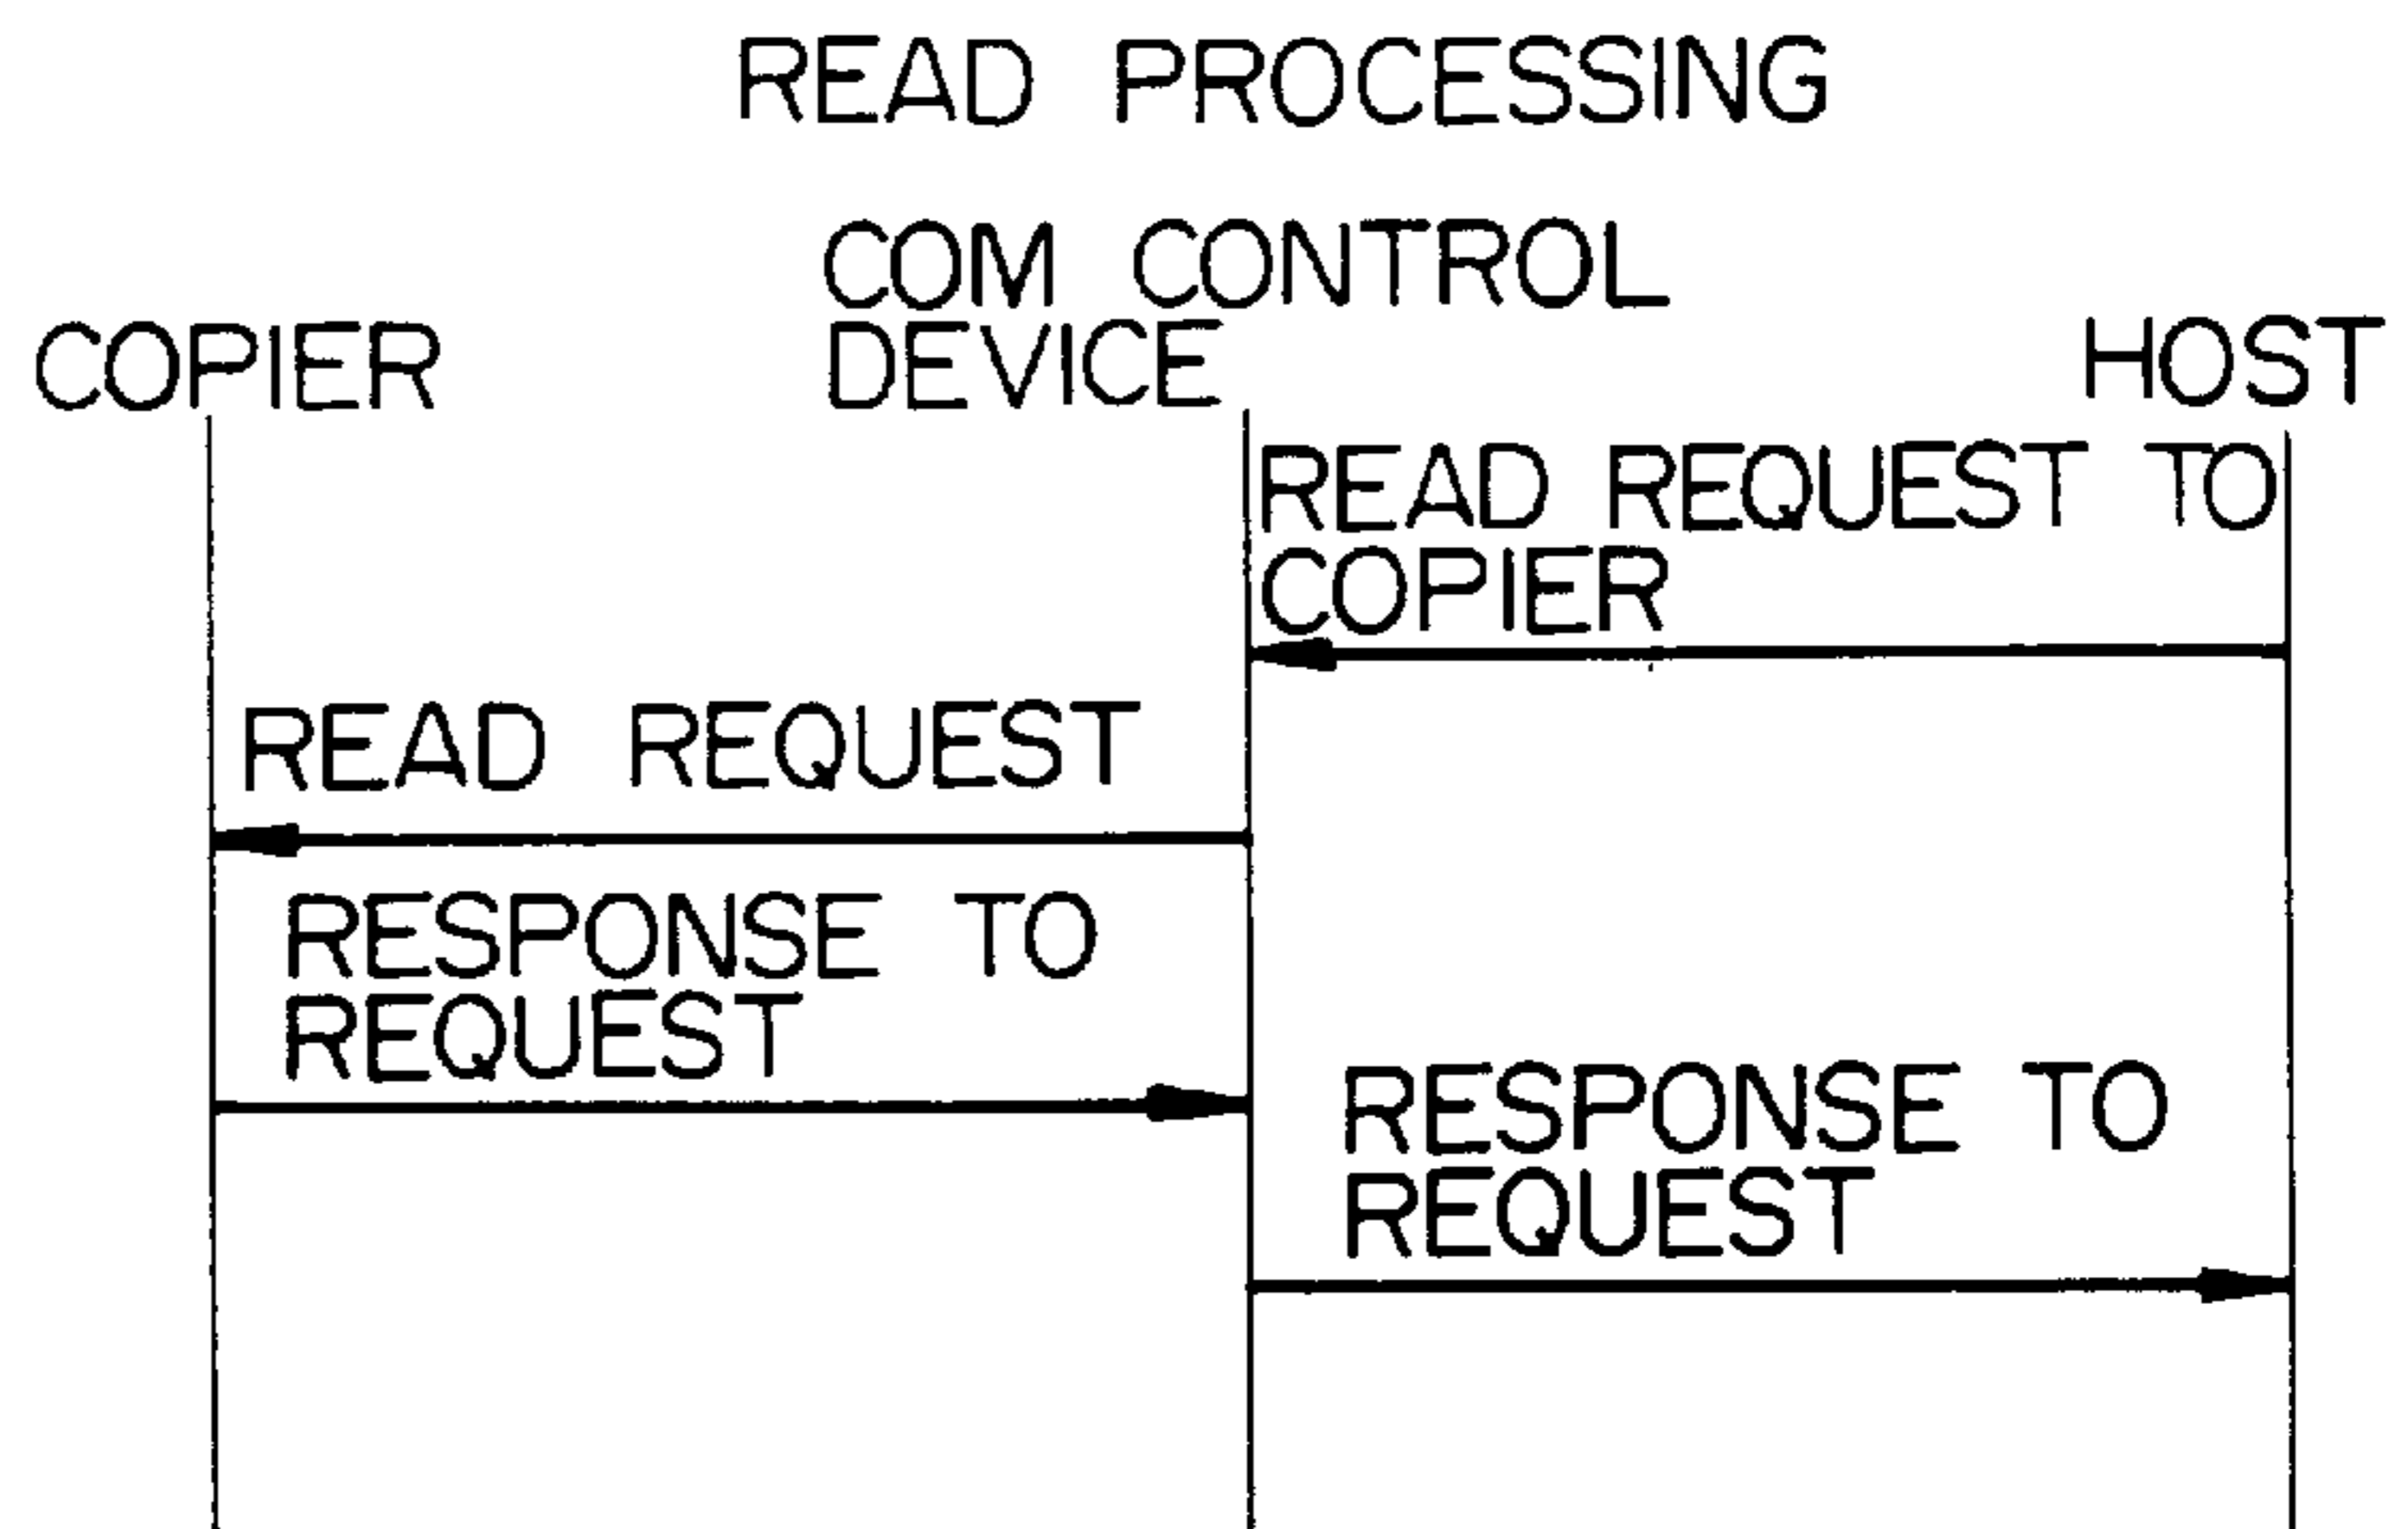 READ PROCESSING
COM CONTROL
DEVICE
COPIER
HOST
READ REQUEST TO
COPIER
READ REQUEST
RESPONSE TO
REQUEST
RESPONSE TO
REQUEST